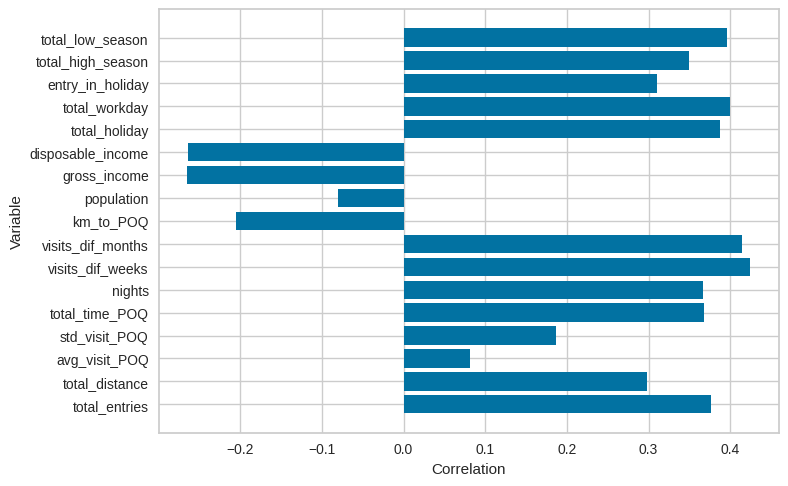 total_low_season
total_high_season
entry_in_holiday
total_workday
total_holiday
disposable_income
gross_income
population
km_to_POQ
visits_dif_months
visits_dif_weeks
nights
total_time_POQ
std_visit_POQ
avg_visit_POQ
total_distance
total_entries
Variable
−0.2 −0.1 0.0 0.1 0.2 0.3 0.4
Correlation